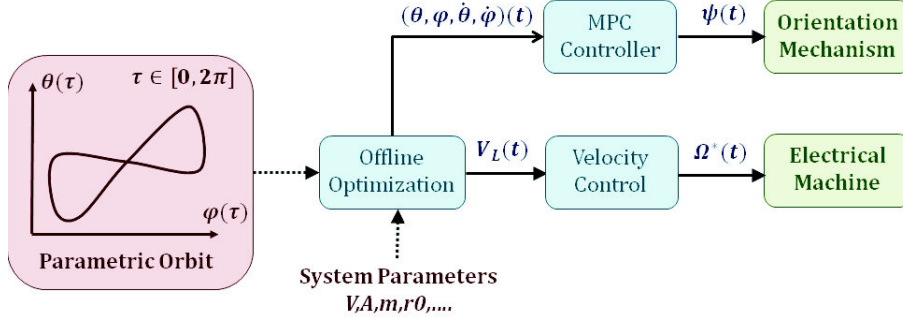 θ(τ)
τ ∈ [0, 2π]
φ(τ)
Parametric Orbit
Offline
Optimization
System Parameters
V,A,m,r0,....
(θ, φ, θ̇, φ̇)(t)
MPC
Controller
ψ(t)
Orientation
Mechanism
V_L(t)
Velocity
Control
Ω*(t)
Electrical
Machine